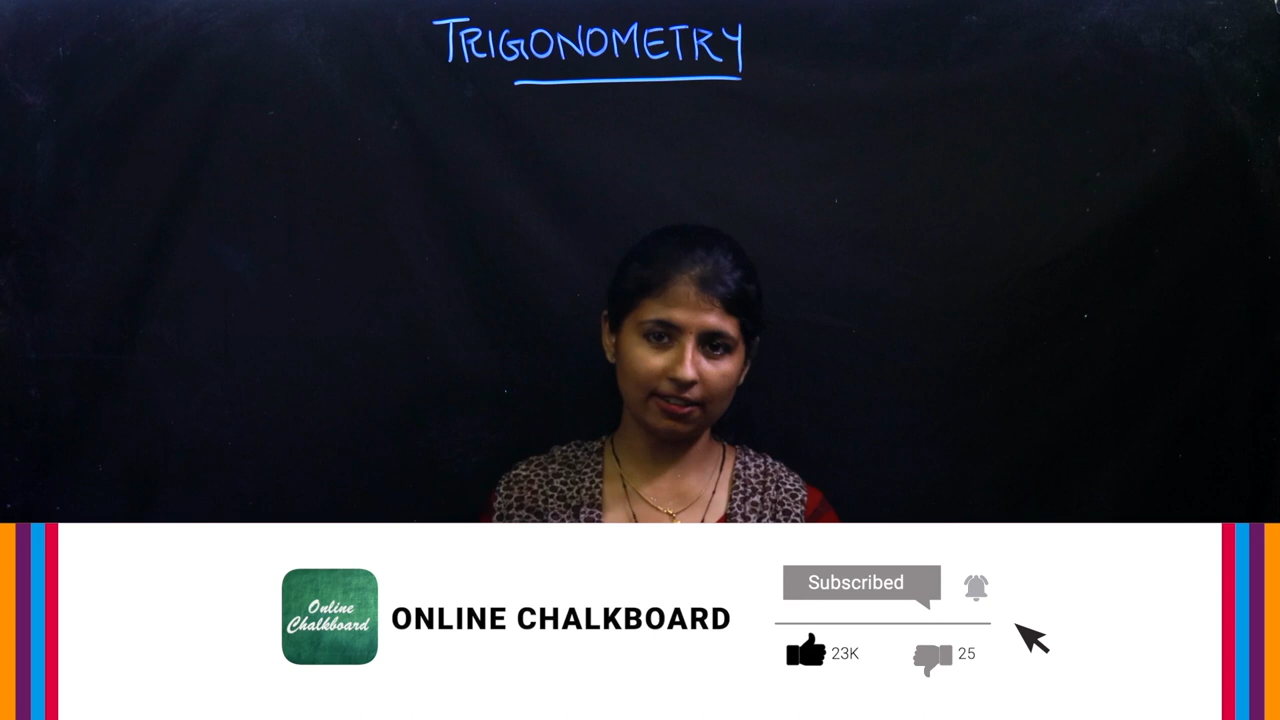 TRIGONOMETRY
Online
Chalkboard
ONLINE CHALKBOARD
Subscribed
23K
25